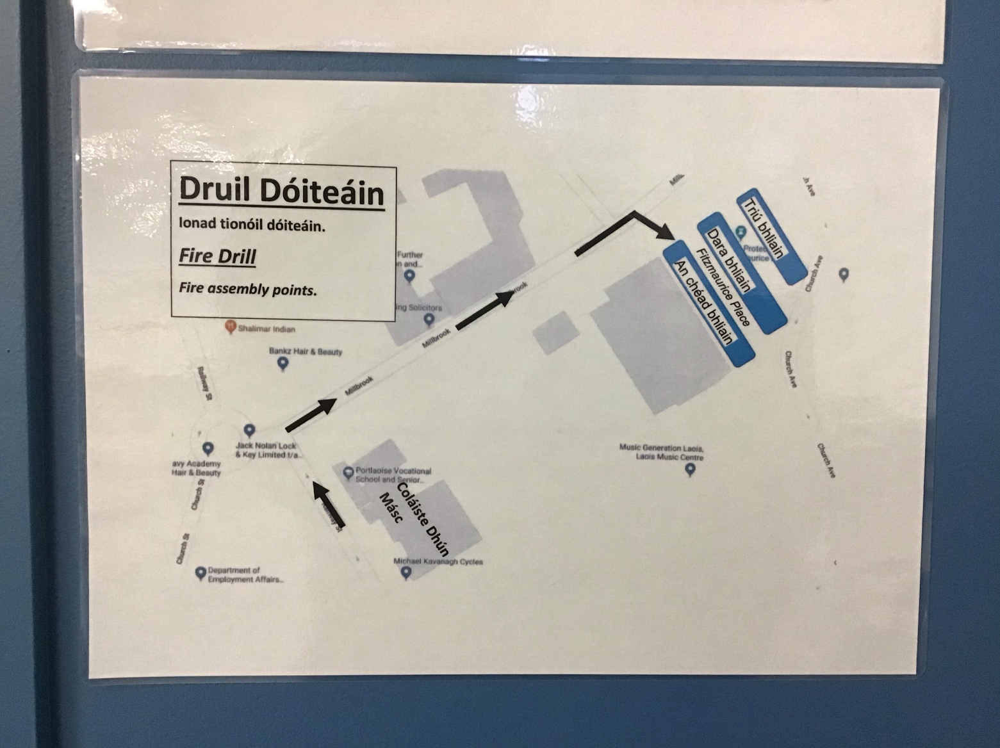 Druil Dóiteáin
Ionad tionóil dóiteáin.
Fire Drill
Fire assembly points.
Further
and...
Solicitors
Shalimar Indian
Bankz Hair & Beauty
Railway St
Millbrook
Millbrook
Jack Nolan Lock
& Key Limited t/a...
Academy
Hair & Beauty
Church St
Church St
Department of
Employment Affairs...
Portlaoise Vocational
School and Senior...
Coláiste Dhún
Másc
Michael Kavanagh Cycles
Triú bhliain
Dara bhliain
Fitzmaurice Place
An chéad bhliain
Church Ave
Church Ave
Church Ave
Music Generation Laois,
Laois Music Centre